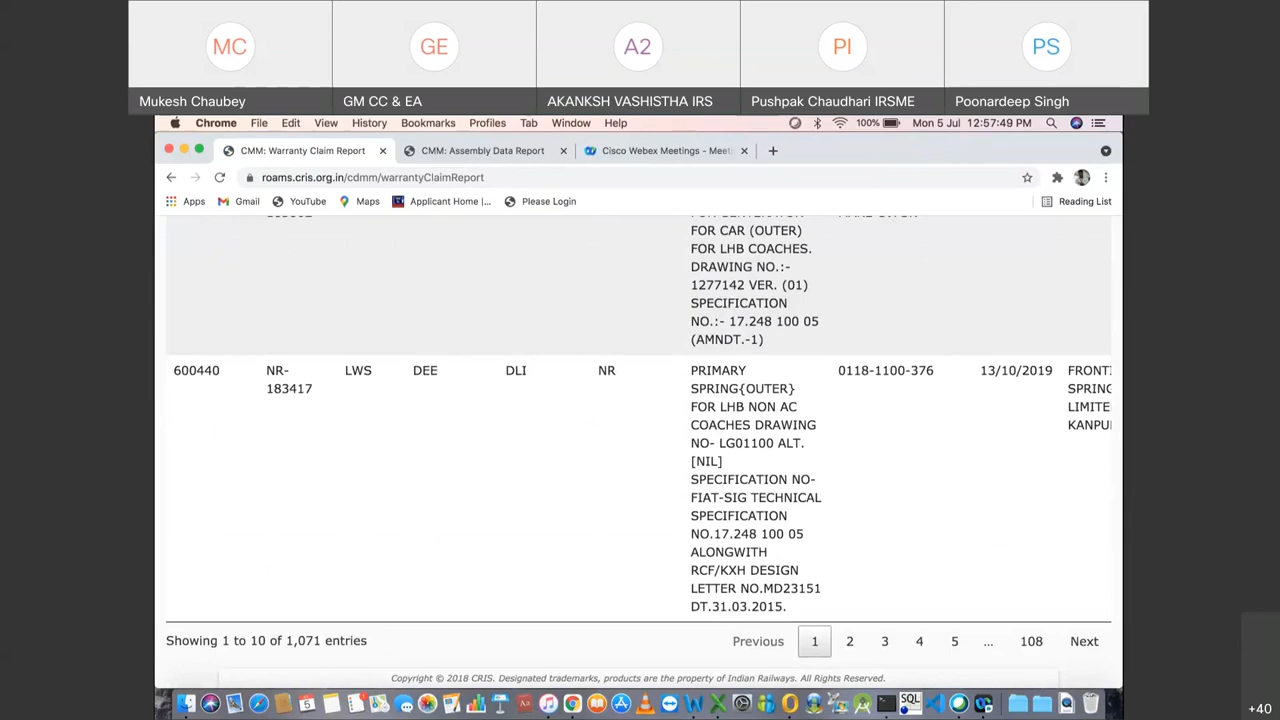 MC
GE
A2
PI
PS
Mukesh Chaubey
GM CC & EA
AKANKSH VASHISTHA IRS
Pushpak Chaudhari IRSME
Poonardeep Singh
Chrome File Edit View History Bookmarks Profiles Tab Window Help 100% Mon 5 Jul 12:57:49 PM
CMM: Warranty Claim Report
CMM: Assembly Data Report
Cisco Webex Meetings - Meeti
roams.cris.org.in/cdmm/warrantyClaimReport
Apps Gmail YouTube Maps Applicant Home |... Please Login Reading List
FOR CAR (OUTER)
FOR LHB COACHES.
DRAWING NO.:-
1277142 VER. (01)
SPECIFICATION
NO.:- 17.248 100 05
(AMNDT.-1)
600440 NR- LWS DEE DLI NR PRIMARY 0118-1100-376 13/10/2019 FRONTI
183417 SPRING{OUTER} SPRING
FOR LHB NON AC LIMITE
COACHES DRAWING KANPU
NO- LG01100 ALT.
[NIL]
SPECIFICATION NO-
FIAT-SIG TECHNICAL
SPECIFICATION
NO.17.248 100 05
ALONGWITH
RCF/KXH DESIGN
LETTER NO.MD23151
DT.31.03.2015.
Showing 1 to 10 of 1,071 entries
Previous 1 2 3 4 5 ... 108 Next
Copyright © 2018 CRIS. Designated trademarks, products are the property of Indian Railways. All Rights Reserved.
SQL
+40